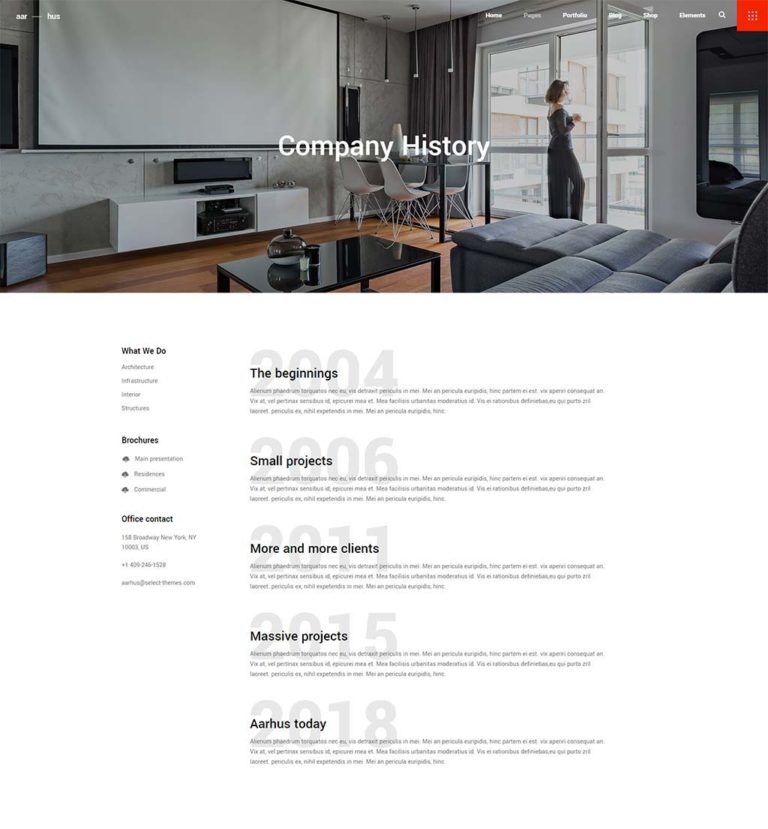 aar — hus
Home Pages Portfolio Blog Shop Elements
Company History
What We Do
Architecture
Infrastructure
Interior
Structures
Brochures
Main presentation
Residences
Commercial
Office contact
158 Broadway New York, NY
10003, US
+1 409-246-1528
aarhus@select-themes.com
2004
The beginnings
Alienum phaedrum torquatos nec eu, vis detraxit periculis in mei. Mei an pericula euripidis, hinc partem ei est. vix aperiri consequat an.
Vix at, vel pertinax sensibus id, epicurei mea et. Mea facilisis urbanitas moderatius id. Vis ei rationibus definiebas,eu qui purto zril
laoreet. periculis ex, nihil expetendis in mei. Mei an pericula euripidis, hinc.
2006
Small projects
Alienum phaedrum torquatos nec eu, vis detraxit periculis in mei. Mei an pericula euripidis, hinc partem ei est. vix aperiri consequat an.
Vix at, vel pertinax sensibus id, epicurei mea et. Mea facilisis urbanitas moderatius id. Vis ei rationibus definiebas,eu qui purto zril
laoreet. periculis ex, nihil expetendis in mei. Mei an pericula euripidis, hinc.
2011
More and more clients
Alienum phaedrum torquatos nec eu, vis detraxit periculis in mei. Mei an pericula euripidis, hinc partem ei est. vix aperiri consequat an.
Vix at, vel pertinax sensibus id, epicurei mea et. Mea facilisis urbanitas moderatius id. Vis ei rationibus definiebas,eu qui purto zril
laoreet. periculis ex, nihil expetendis in mei. Mei an pericula euripidis, hinc.
2015
Massive projects
Alienum phaedrum torquatos nec eu, vis detraxit periculis in mei. Mei an pericula euripidis, hinc partem ei est. vix aperiri consequat an.
Vix at, vel pertinax sensibus id, epicurei mea et. Mea facilisis urbanitas moderatius id. Vis ei rationibus definiebas,eu qui purto zril
laoreet. periculis ex, nihil expetendis in mei. Mei an pericula euripidis, hinc.
2018
Aarhus today
Alienum phaedrum torquatos nec eu, vis detraxit periculis in mei. Mei an pericula euripidis, hinc partem ei est. vix aperiri consequat an.
Vix at, vel pertinax sensibus id, epicurei mea et. Mea facilisis urbanitas moderatius id. Vis ei rationibus definiebas,eu qui purto zril
laoreet. periculis ex, nihil expetendis in mei. Mei an pericula euripidis, hinc.